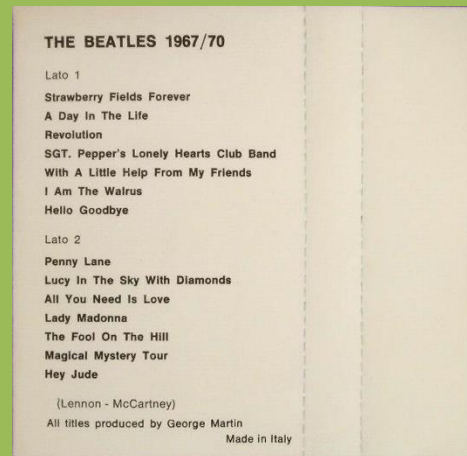 THE BEATLES 1967/70
Lato 1
Strawberry Fields Forever
A Day In The Life
Revolution
SGT. Pepper's Lonely Hearts Club Band
With A Little Help From My Friends
I Am The Walrus
Hello Goodbye
Lato 2
Penny Lane
Lucy In The Sky With Diamonds
All You Need Is Love
Lady Madonna
The Fool On The Hill
Magical Mystery Tour
Hey Jude
(Lennon - McCartney)
All titles produced by George Martin
Made in Italy